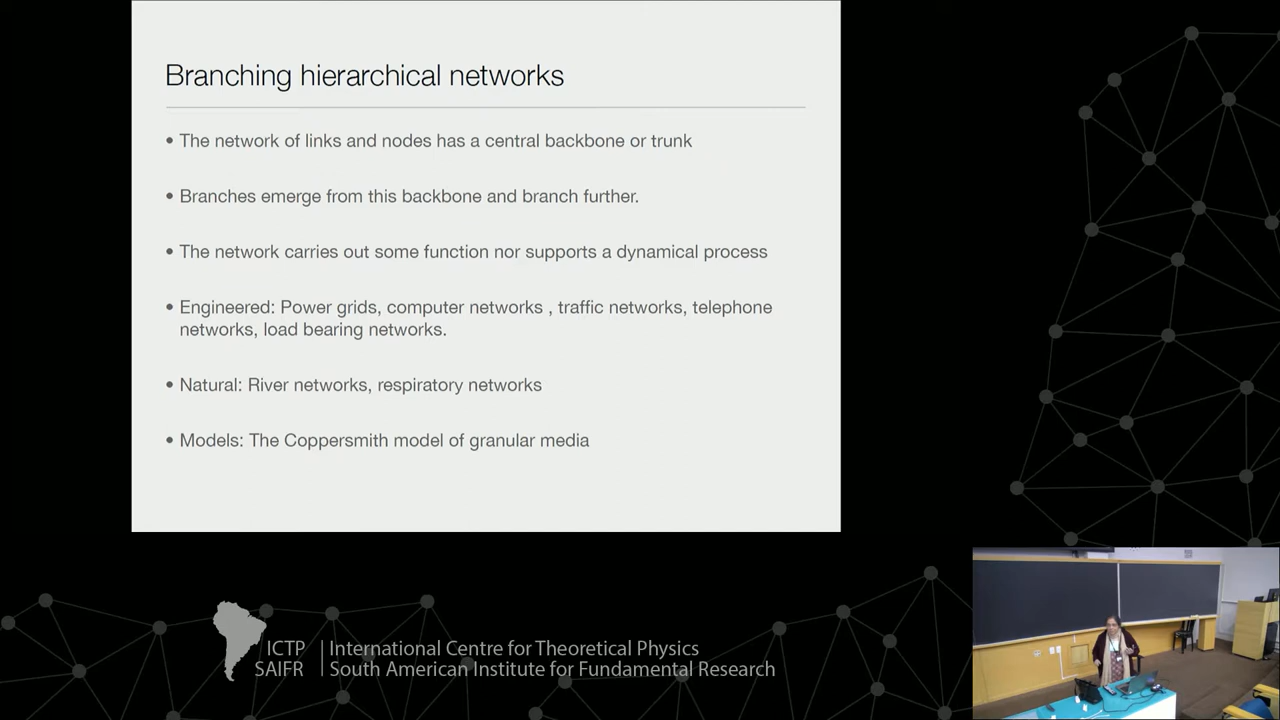 Branching hierarchical networks
• The network of links and nodes has a central backbone or trunk
• Branches emerge from this backbone and branch further.
• The network carries out some function nor supports a dynamical process
• Engineered: Power grids, computer networks , traffic networks, telephone
networks, load bearing networks.
• Natural: River networks, respiratory networks
• Models: The Coppersmith model of granular media
ICTP
SAIFR
International Centre for Theoretical Physics
South American Institute for Fundamental Research